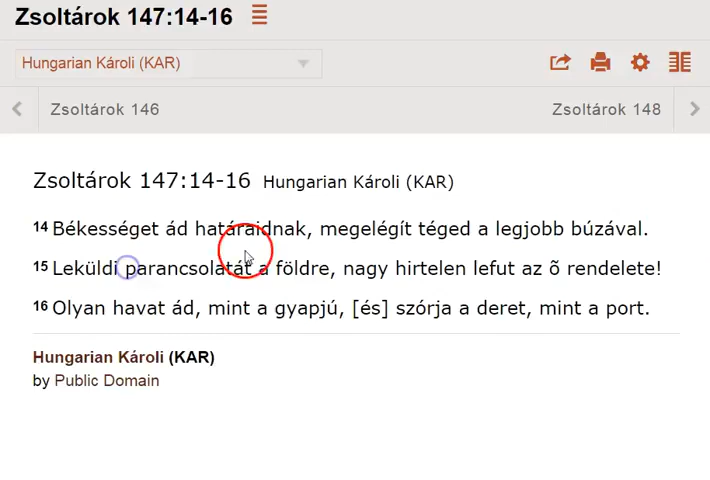 Zsoltárok 147:14-16
Hungarian Károli (KAR)
Zsoltárok 146
Zsoltárok 148
Zsoltárok 147:14-16 Hungarian Károli (KAR)
14 Békességet ád határaidnak, megelégít téged a legjobb búzával.
15 Leküldi parancsolatát a földre, nagy hirtelen lefut az õ rendelete!
16 Olyan havat ád, mint a gyapjú, [és] szórja a deret, mint a port.
Hungarian Károli (KAR)
by Public Domain